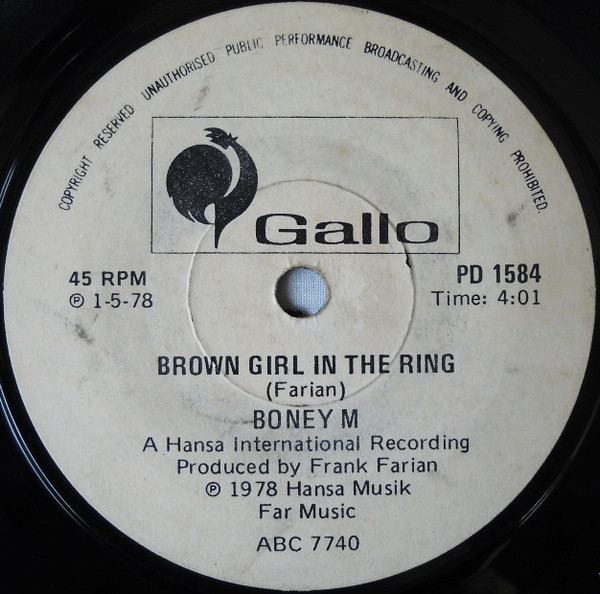 COPYRIGHT RESERVED UNAUTHORISED PUBLIC PERFORMANCE BROADCASTING AND COPYING PROHIBITED.
Gallo
45 RPM
PD 1584
℗ 1-5-78
Time: 4:01
BROWN GIRL IN THE RING
(Farian)
BONEY M
A Hansa International Recording
Produced by Frank Farian
℗ 1978 Hansa Musik
Far Music
ABC 7740